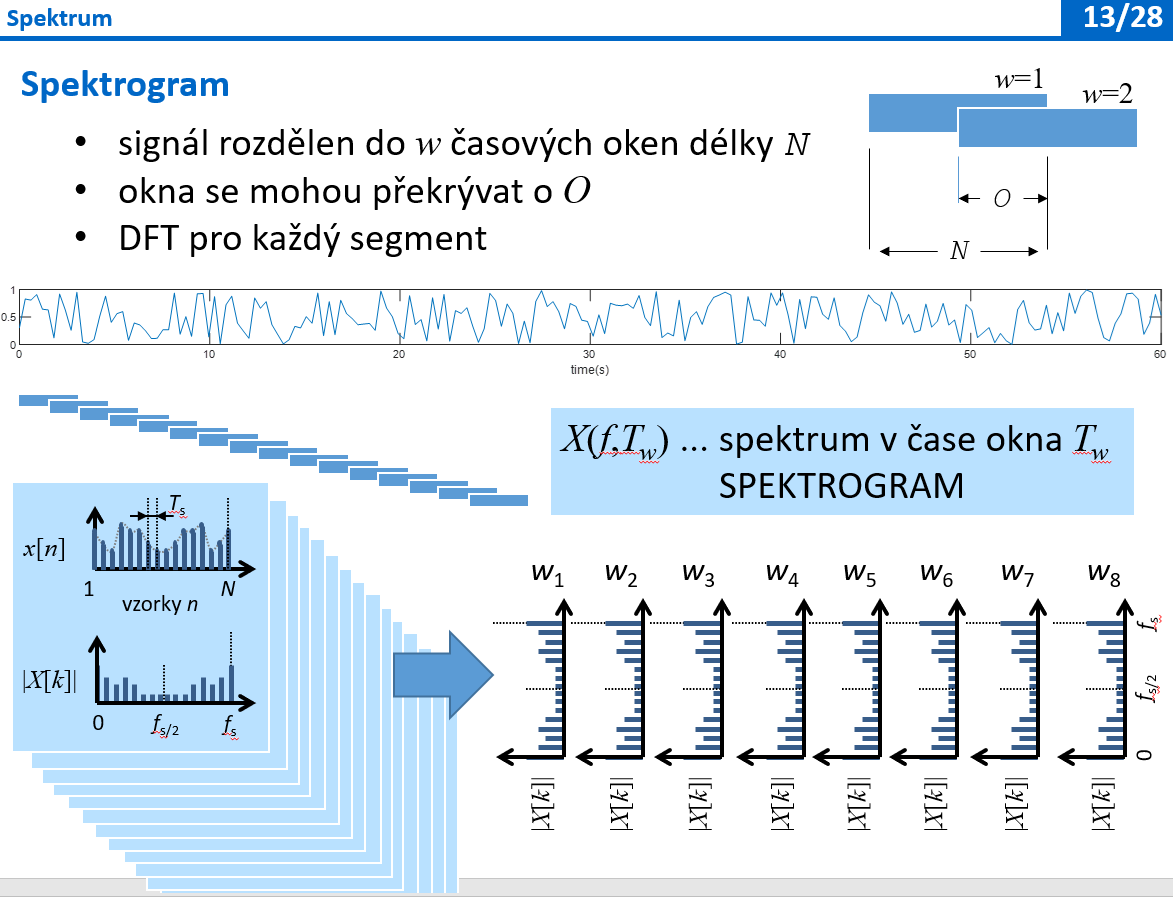 Spektrum
13/28
Spektrogram
w=1
w=2
• signál rozdělen do w časových oken délky N
• okna se mohou překrývat o O
• DFT pro každý segment
O
N
1
0.5
0
0 10 20 30 40 50 60
time(s)
X(f,Tw) ... spektrum v čase okna Tw
SPEKTROGRAM
Ts
x[n]
1
N
vzorky n
|X[k]|
0
fs/2
fs
w1 w2 w3 w4 w5 w6 w7 w8
fs
fs/2
0
|X[k]| |X[k]| |X[k]| |X[k]| |X[k]| |X[k]| |X[k]| |X[k]|